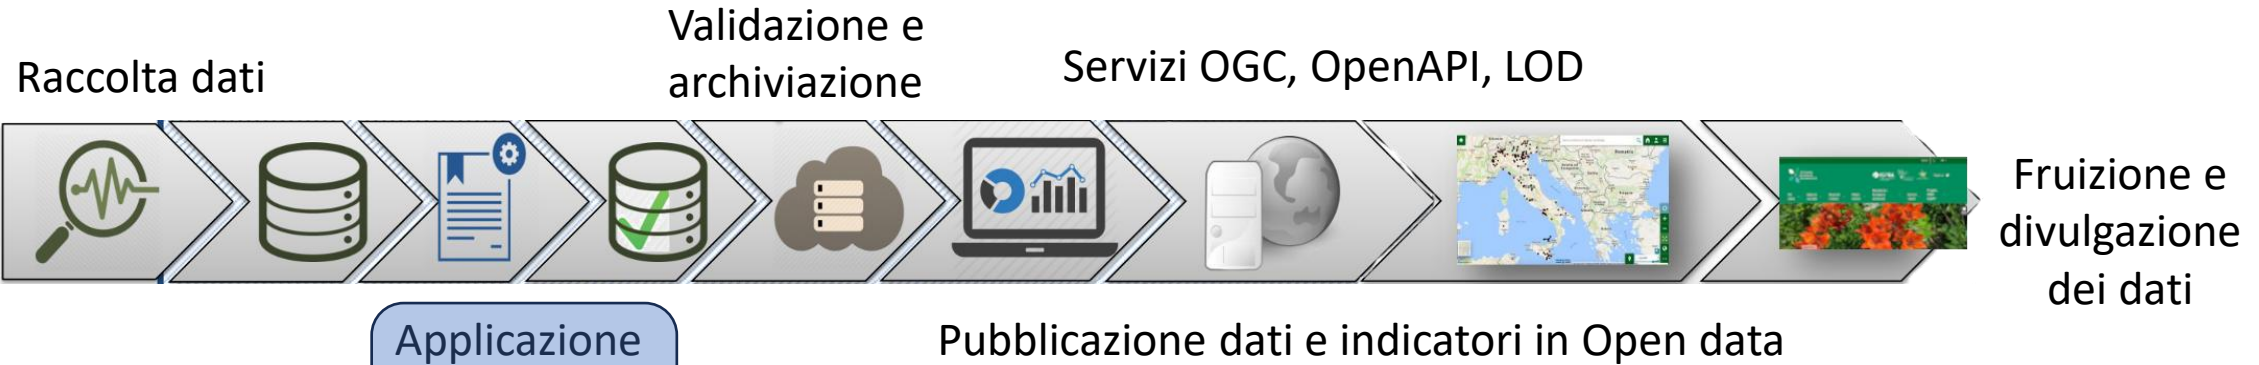 Raccolta dati
Validazione e
archiviazione
Servizi OGC, OpenAPI, LOD
Applicazione
Pubblicazione dati e indicatori in Open data
Fruizione e
divulgazione
dei dati